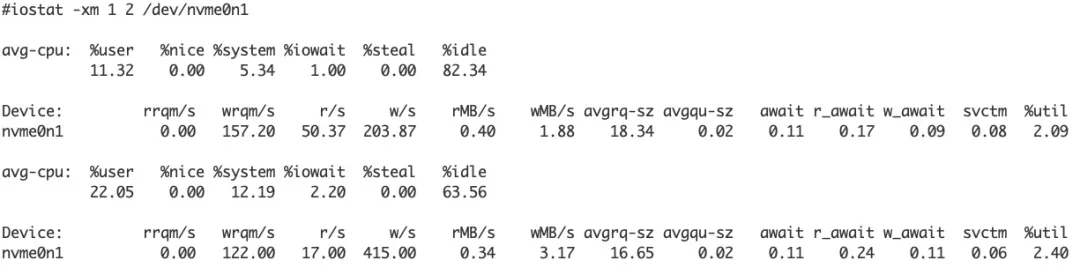 #iostat -xm 1 2 /dev/nvme0n1
avg-cpu: %user %nice %system %iowait %steal %idle
11.32 0.00 5.34 1.00 0.00 82.34
Device: rrqm/s wrqm/s r/s w/s rMB/s wMB/s avgrq-sz avgqu-sz await r_await w_await svctm %util
nvme0n1 0.00 157.20 50.37 203.87 0.40 1.88 18.34 0.02 0.11 0.17 0.09 0.08 2.09
avg-cpu: %user %nice %system %iowait %steal %idle
22.05 0.00 12.19 2.20 0.00 63.56
Device: rrqm/s wrqm/s r/s w/s rMB/s wMB/s avgrq-sz avgqu-sz await r_await w_await svctm %util
nvme0n1 0.00 122.00 17.00 415.00 0.34 3.17 16.65 0.02 0.11 0.24 0.11 0.06 2.40